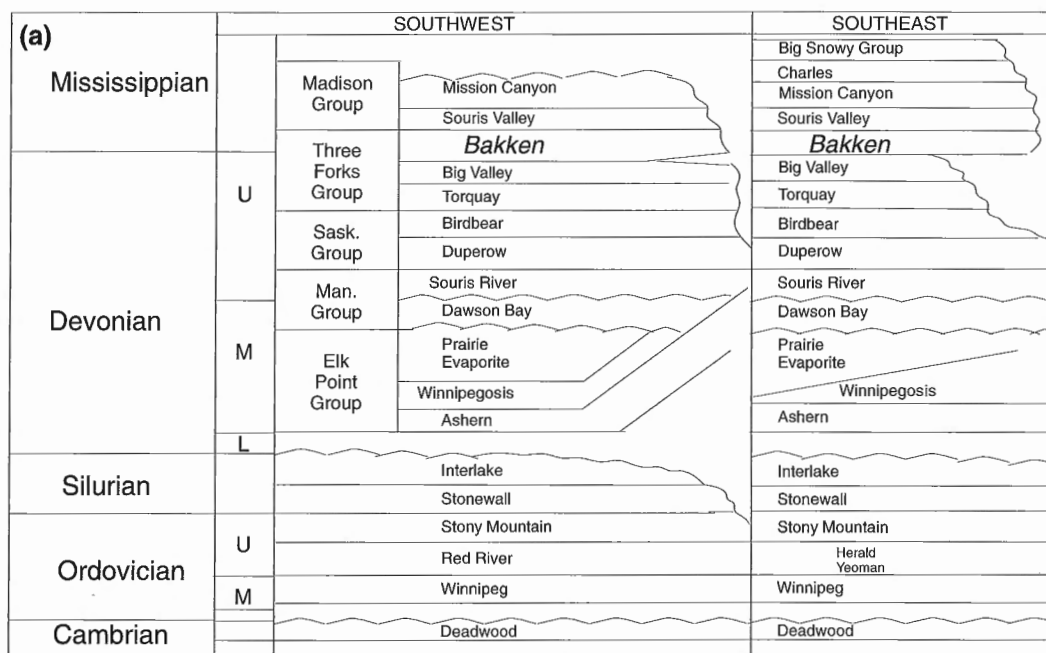 (a)
SOUTHWEST
SOUTHEAST
Mississippian
Devonian
Silurian
Ordovician
Cambrian
U
M
L
U
M
Madison
Group
Three
Forks
Group
Sask.
Group
Man.
Group
Elk
Point
Group
Mission Canyon
Souris Valley
Bakken
Big Valley
Torquay
Birdbear
Duperow
Souris River
Dawson Bay
Prairie
Evaporite
Winnipegosis
Ashern
Interlake
Stonewall
Stony Mountain
Red River
Winnipeg
Deadwood
Big Snowy Group
Charles
Mission Canyon
Souris Valley
Bakken
Big Valley
Torquay
Birdbear
Duperow
Souris River
Dawson Bay
Prairie
Evaporite
Winnipegosis
Ashern
Interlake
Stonewall
Stony Mountain
Herald
Yeoman
Winnipeg
Deadwood